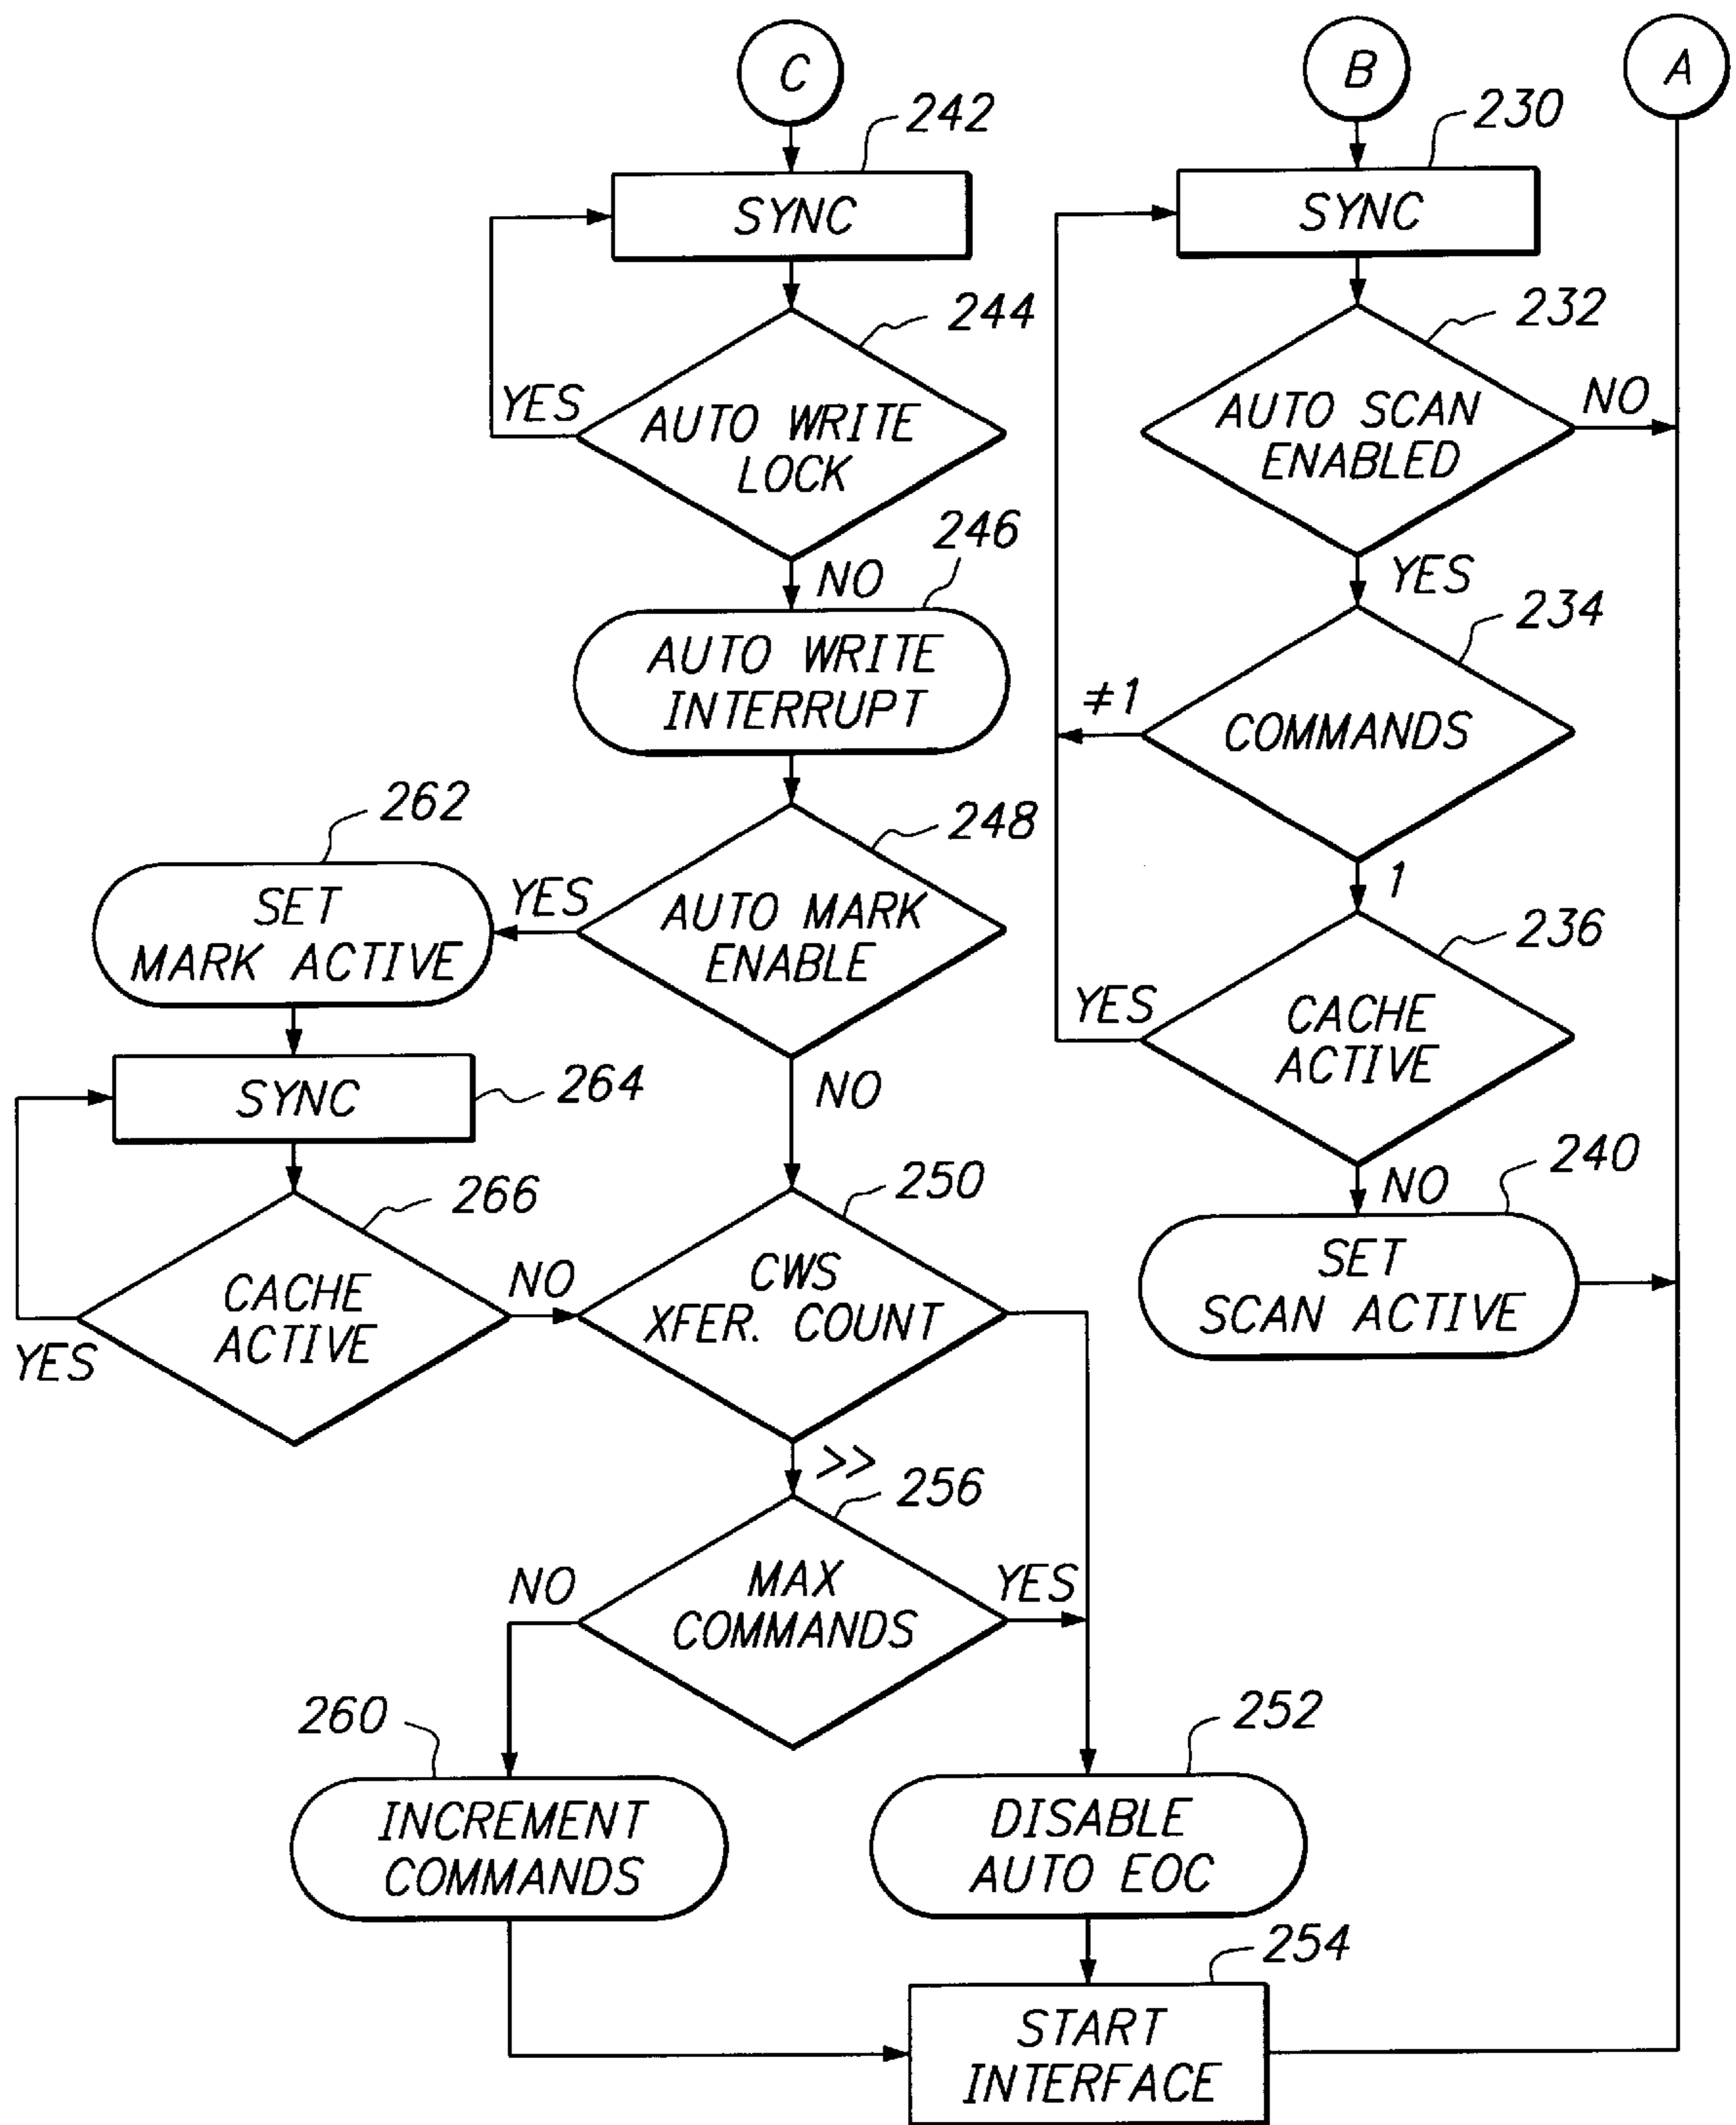 C
B
A
242
230
SYNC
SYNC
244
232
YES
AUTO WRITE
LOCK
AUTO SCAN
ENABLED
NO
246
NO
YES
234
AUTO WRITE
INTERRUPT
≠1
COMMANDS
262
248
1
SET
MARK ACTIVE
YES
AUTO MARK
ENABLE
236
YES
CACHE
ACTIVE
SYNC
264
NO
240
266
250
NO
CACHE
ACTIVE
NO
CWS
XFER. COUNT
SET
SCAN ACTIVE
YES
>>
256
NO
MAX
COMMANDS
YES
260
252
INCREMENT
COMMANDS
DISABLE
AUTO EOC
254
START
INTERFACE